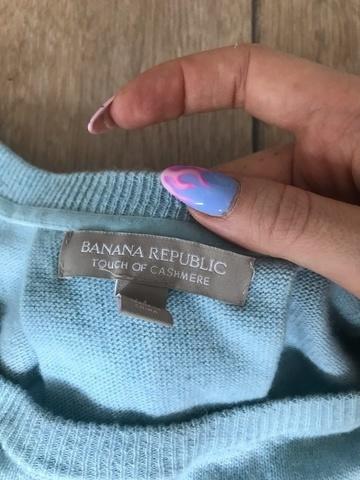 BANANA REPUBLIC
TOUCH OF CASHMERE